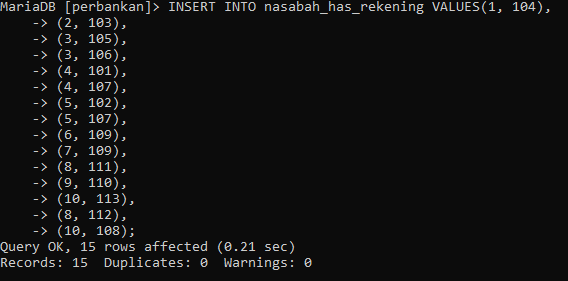 MariaDB [perbankan]> INSERT INTO nasabah_has_rekening VALUES(1, 104),
    -> (2, 103),
    -> (3, 105),
    -> (3, 106),
    -> (4, 101),
    -> (4, 107),
    -> (5, 102),
    -> (5, 107),
    -> (6, 109),
    -> (7, 109),
    -> (8, 111),
    -> (9, 110),
    -> (10, 113),
    -> (8, 112),
    -> (10, 108);
Query OK, 15 rows affected (0.21 sec)
Records: 15  Duplicates: 0  Warnings: 0